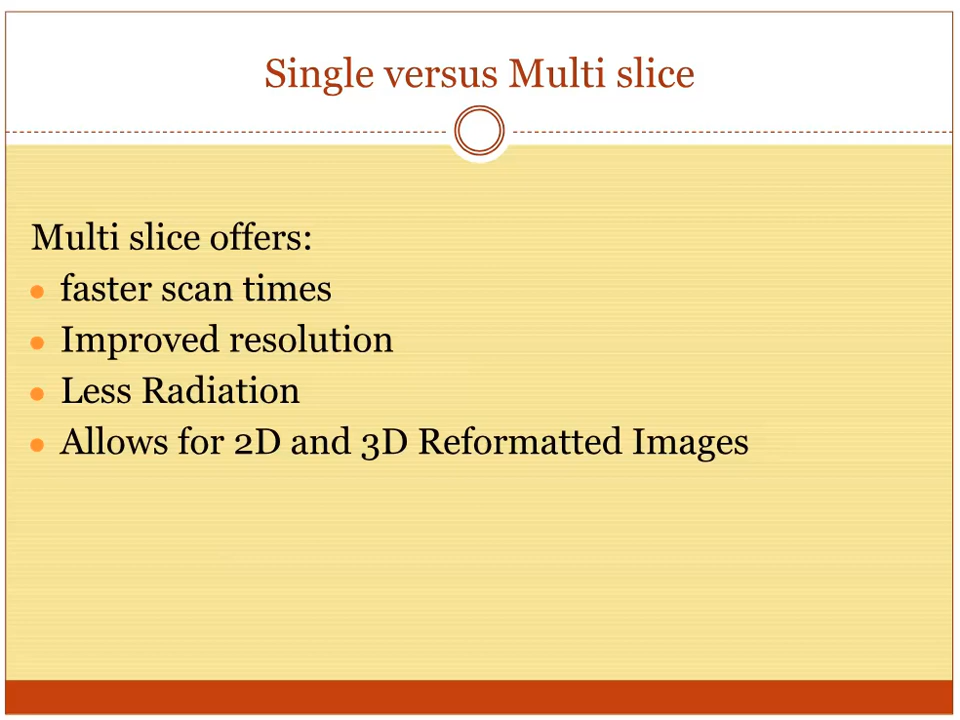 Single versus Multi slice
Multi slice offers:
faster scan times
Improved resolution
Less Radiation
Allows for 2D and 3D Reformatted Images